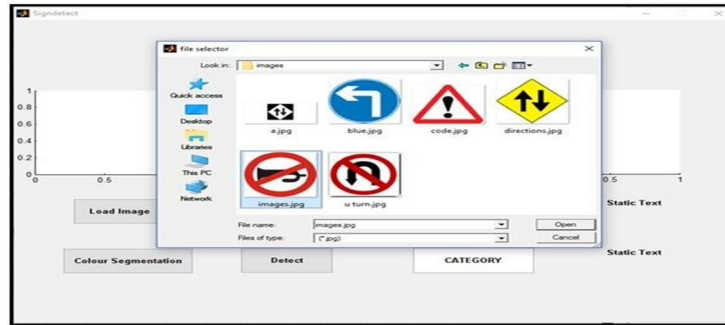 Signdetect
file selector
Look in: images
Quick access
Desktop
Libraries
This PC
Network
a.jpg blue.jpg code.jpg directions.jpg
images.jpg u turn.jpg
File name: images.jpg Open
Files of type: (*.jpg) Cancel
1
0.8
0.6
0.4
0.2
0
0.5 0.5 1
Load Image Static Text
Colour Segmentation Detect CATEGORY Static Text